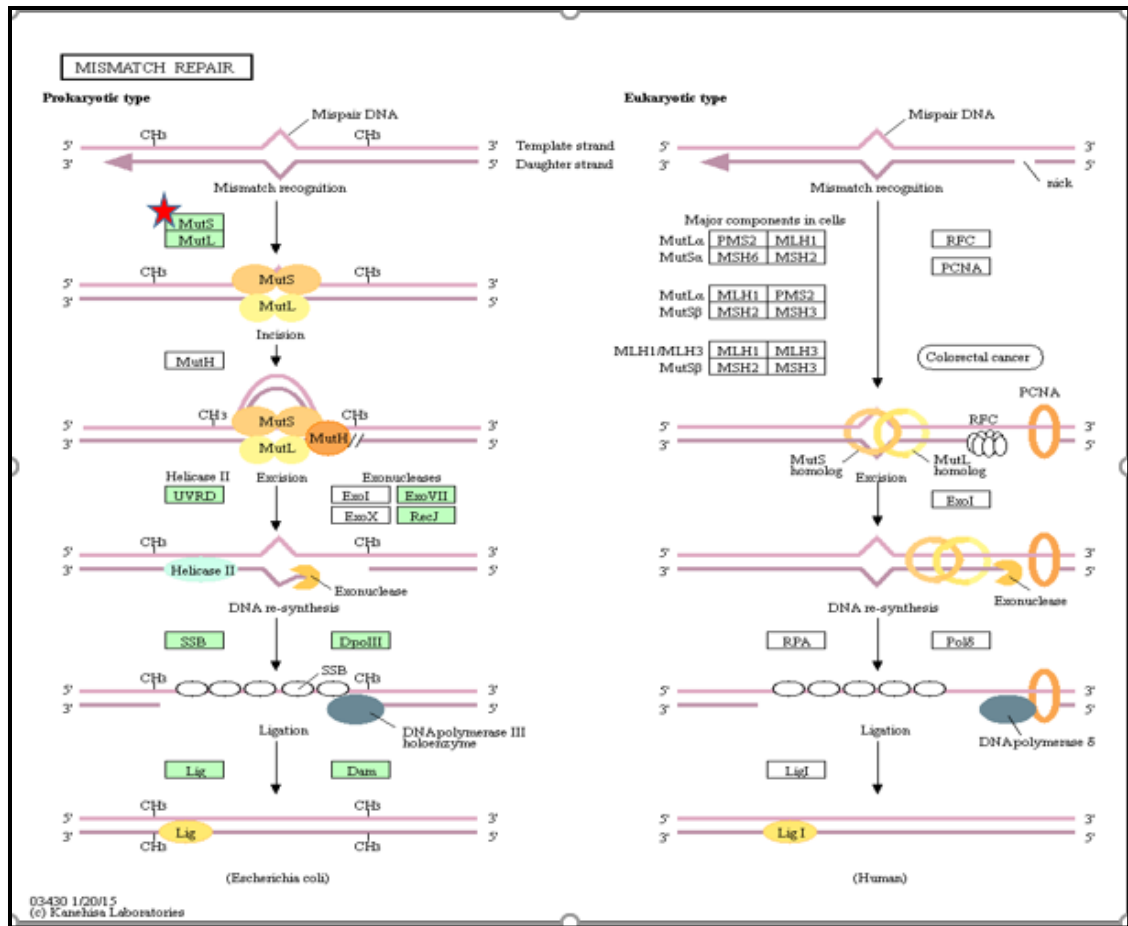 MISMATCH REPAIR
Prokaryotic type
Mispair DNA
CH3
CH3
5'
3'
Template strand
3'
5'
Daughter strand
Mismatch recognition
MutS
MutL
CH3
CH3
5'
3'
MutS
3'
5'
MutL
Incision
MutH
CH3
CH3
5'
3'
MutS
3'
5'
MutH
MutL
Helicase II
Excision
Exonucleases
UVRD
ExoI
ExoVII
ExoX
RecJ
CH3
CH3
5'
3'
3'
5'
Helicase II
Exonuclease
DNA re-synthesis
SSB
DpoIII
SSB
CH3
CH3
5'
3'
3'
5'
DNA polymerase III
holoenzyme
Ligation
Lig
Dam
CH3
CH3
5'
3'
3'
5'
Lig
CH3
CH3
(Escherichia coli)
Eukaryotic type
Mispair DNA
5'
3'
3'
5'
nick
Mismatch recognition
Major components in cells
MutLα PMS2 MLH1
MutSα MSH6 MSH2
RFC
PCNA
MutLα MLH1 PMS2
MutSβ MSH2 MSH3
MLH1/MLH3 MLH1 MLH3
MutSβ MSH2 MSH3
Colorectal cancer
PCNA
RFC
5'
3'
3'
5'
MutS
homolog
MutL
homolog
Excision
ExoI
5'
3'
3'
5'
Exonuclease
DNA re-synthesis
RPA
Polδ
5'
3'
3'
5'
DNA polymerase δ
Ligation
LigI
5'
3'
3'
5'
Lig I
(Human)
03430 1/20/15
(c) Kanehisa Laboratories